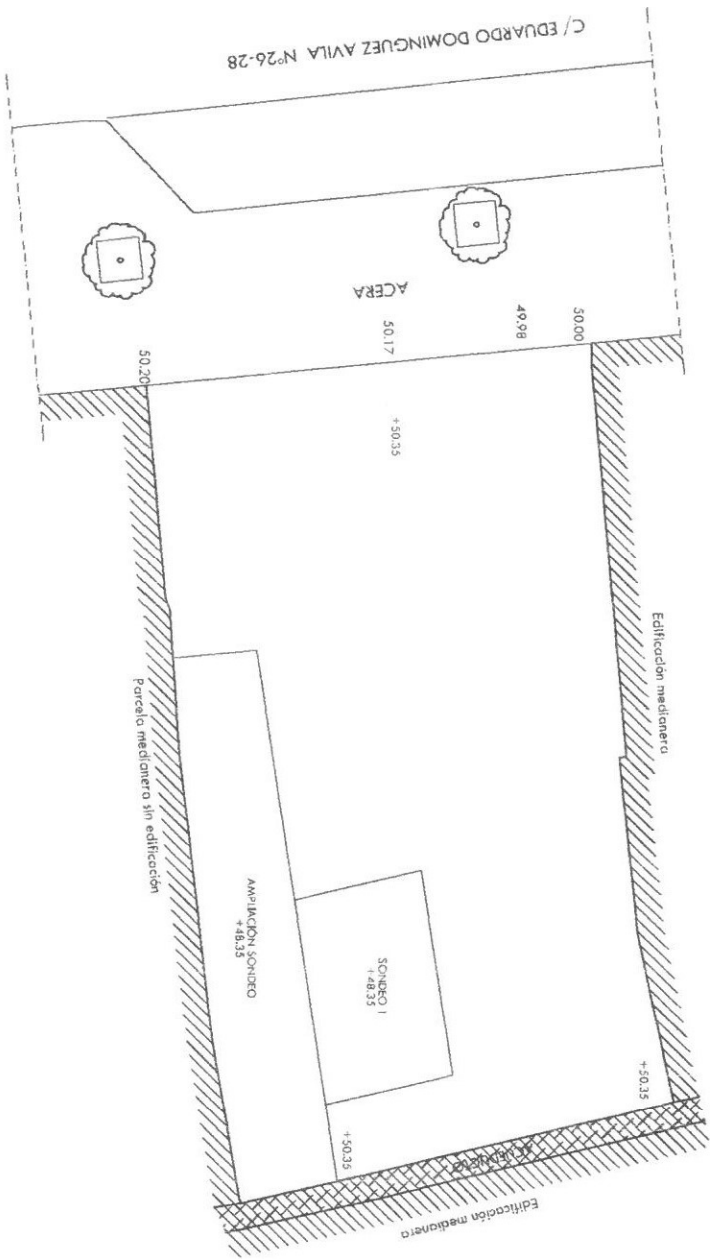 C/ EDUARDO DOMINGUEZ AVILA Nº26-28
ACERA
50.20
50.17
49.98
50.00
+50.35
Edificación medianera
Parcela medianera sin edificación
AMPLIACIÓN SONDEO
+48.35
SONDEO 1
+48.35
+50.35
+50.35
ACUEDUCTO
Edificación medianera